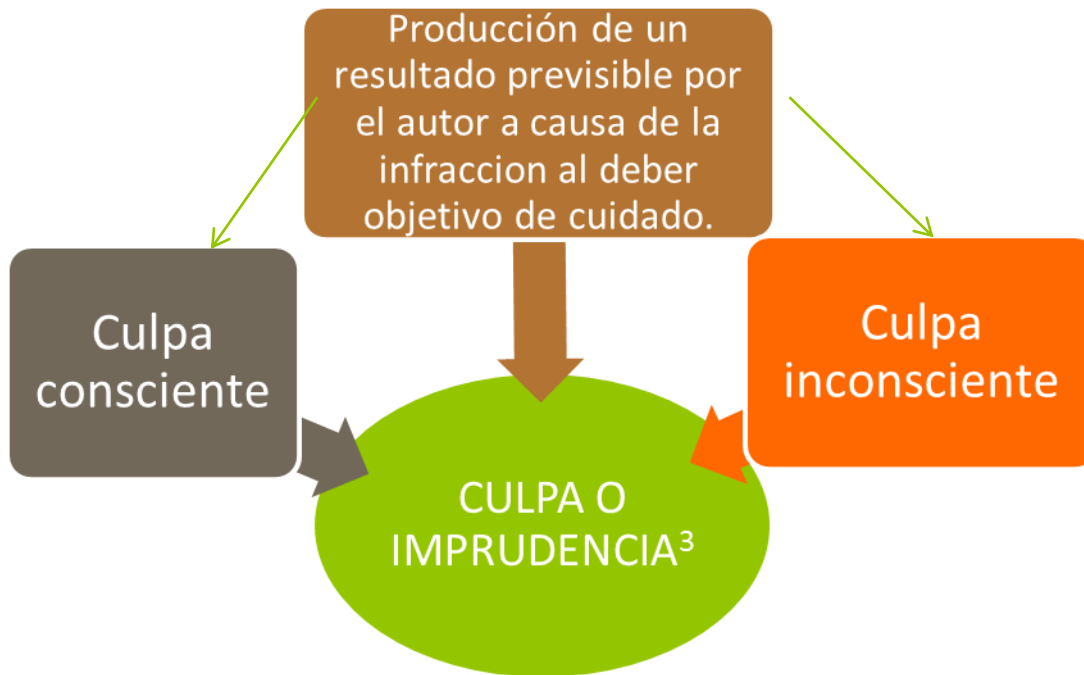 Producción de un
resultado previsible por
el autor a causa de la
infraccion al deber
objetivo de cuidado.
Culpa
consciente
Culpa
inconsciente
CULPA O
IMPRUDENCIA³